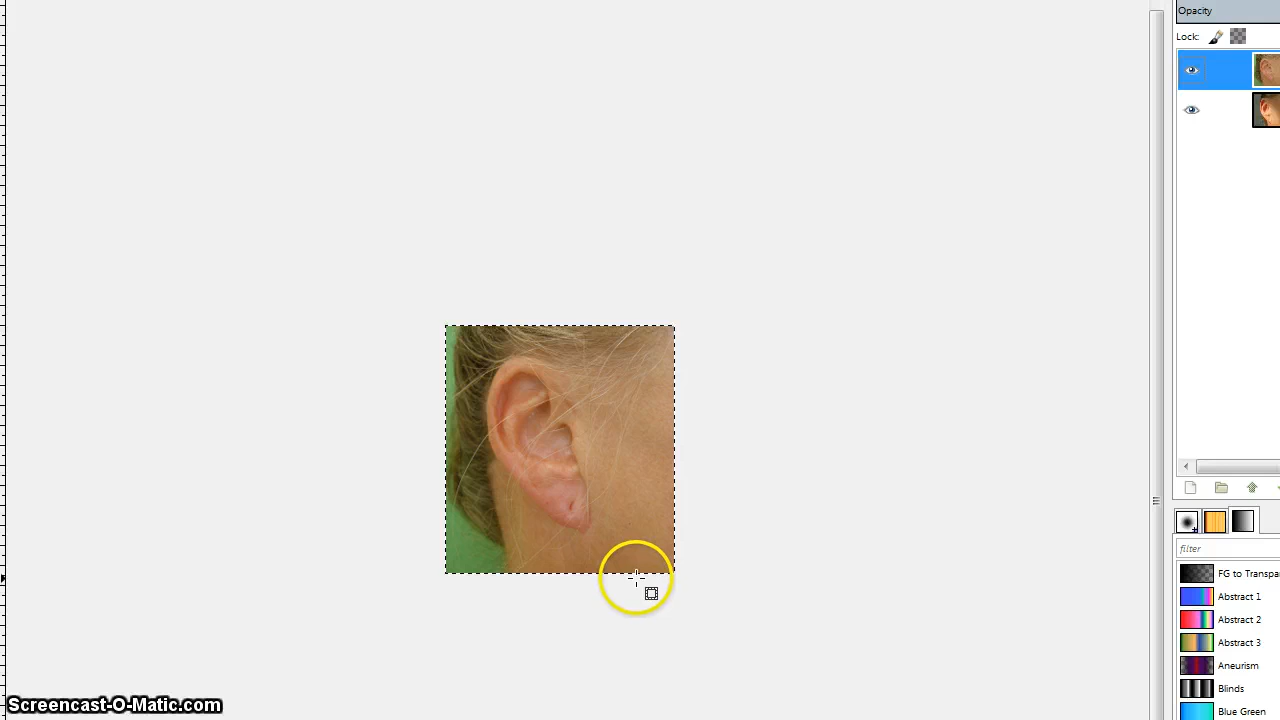 Opacity
Lock:
filter
FG to Transpa
Abstract 1
Abstract 2
Abstract 3
Aneurism
Blinds
Blue Green
Screencast-O-Matic.com